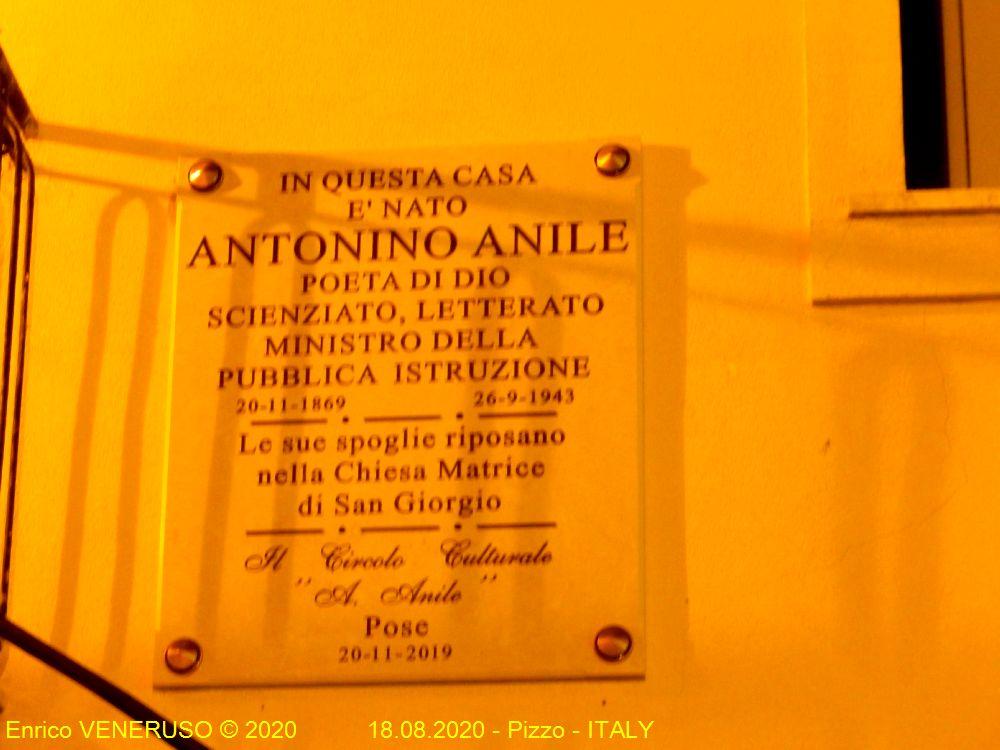 IN QUESTA CASA
E' NATO
ANTONINO ANILE
POETA DI DIO
SCIENZIATO, LETTERATO
MINISTRO DELLA
PUBBLICA ISTRUZIONE
20-11-1869 26-9-1943
Le sue spoglie riposano
nella Chiesa Matrice
di San Giorgio
Il Circolo Culturale
"A. Anile"
Pose
20-11-2019
Enrico VENERUSO © 2020 18.08.2020 - Pizzo - ITALY